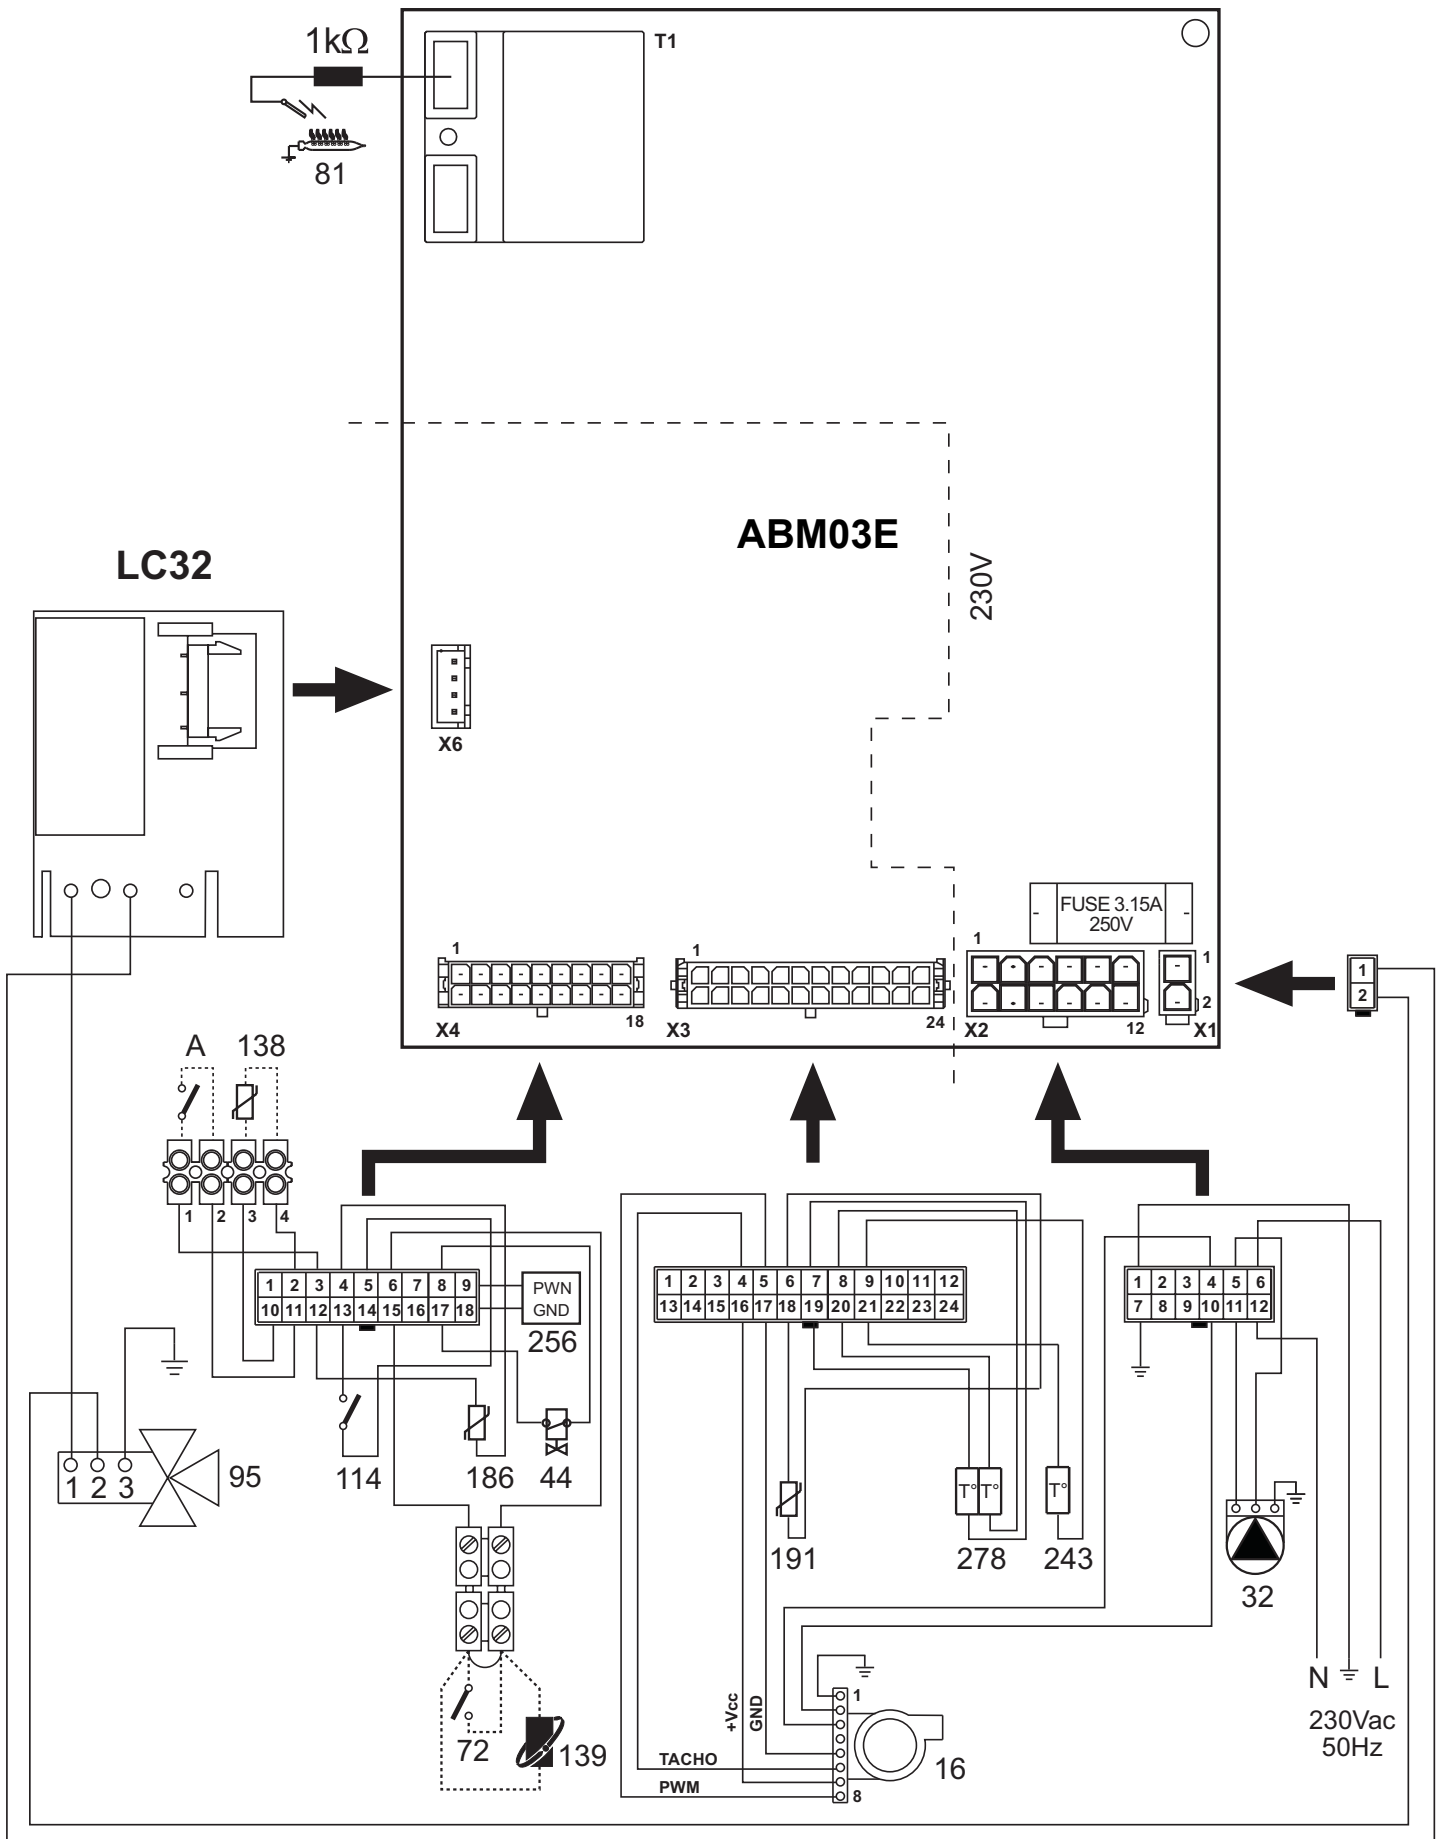 1kΩ
T1
81
ABM03E
230V
LC32
X6
FUSE 3.15A
250V
1
1
1
1
1
2
2
X4
18
X3
24
X2
12
X1
A
138
1
2
3
4
1 2 3 4 5 6 7 8 9
10 11 12 13 14 15 16 17 18
PWN
GND
256
1 2 3 4 5 6 7 8 9 10 11 12
13 14 15 16 17 18 19 20 21 22 23 24
1 2 3 4 5 6
7 8 9 10 11 12
1 2 3
95
114
186
44
191
278
243
T°
T°
T°
32
N
L
230Vac
50Hz
+Vcc
GND
TACHO
PWM
1
8
16
72
139